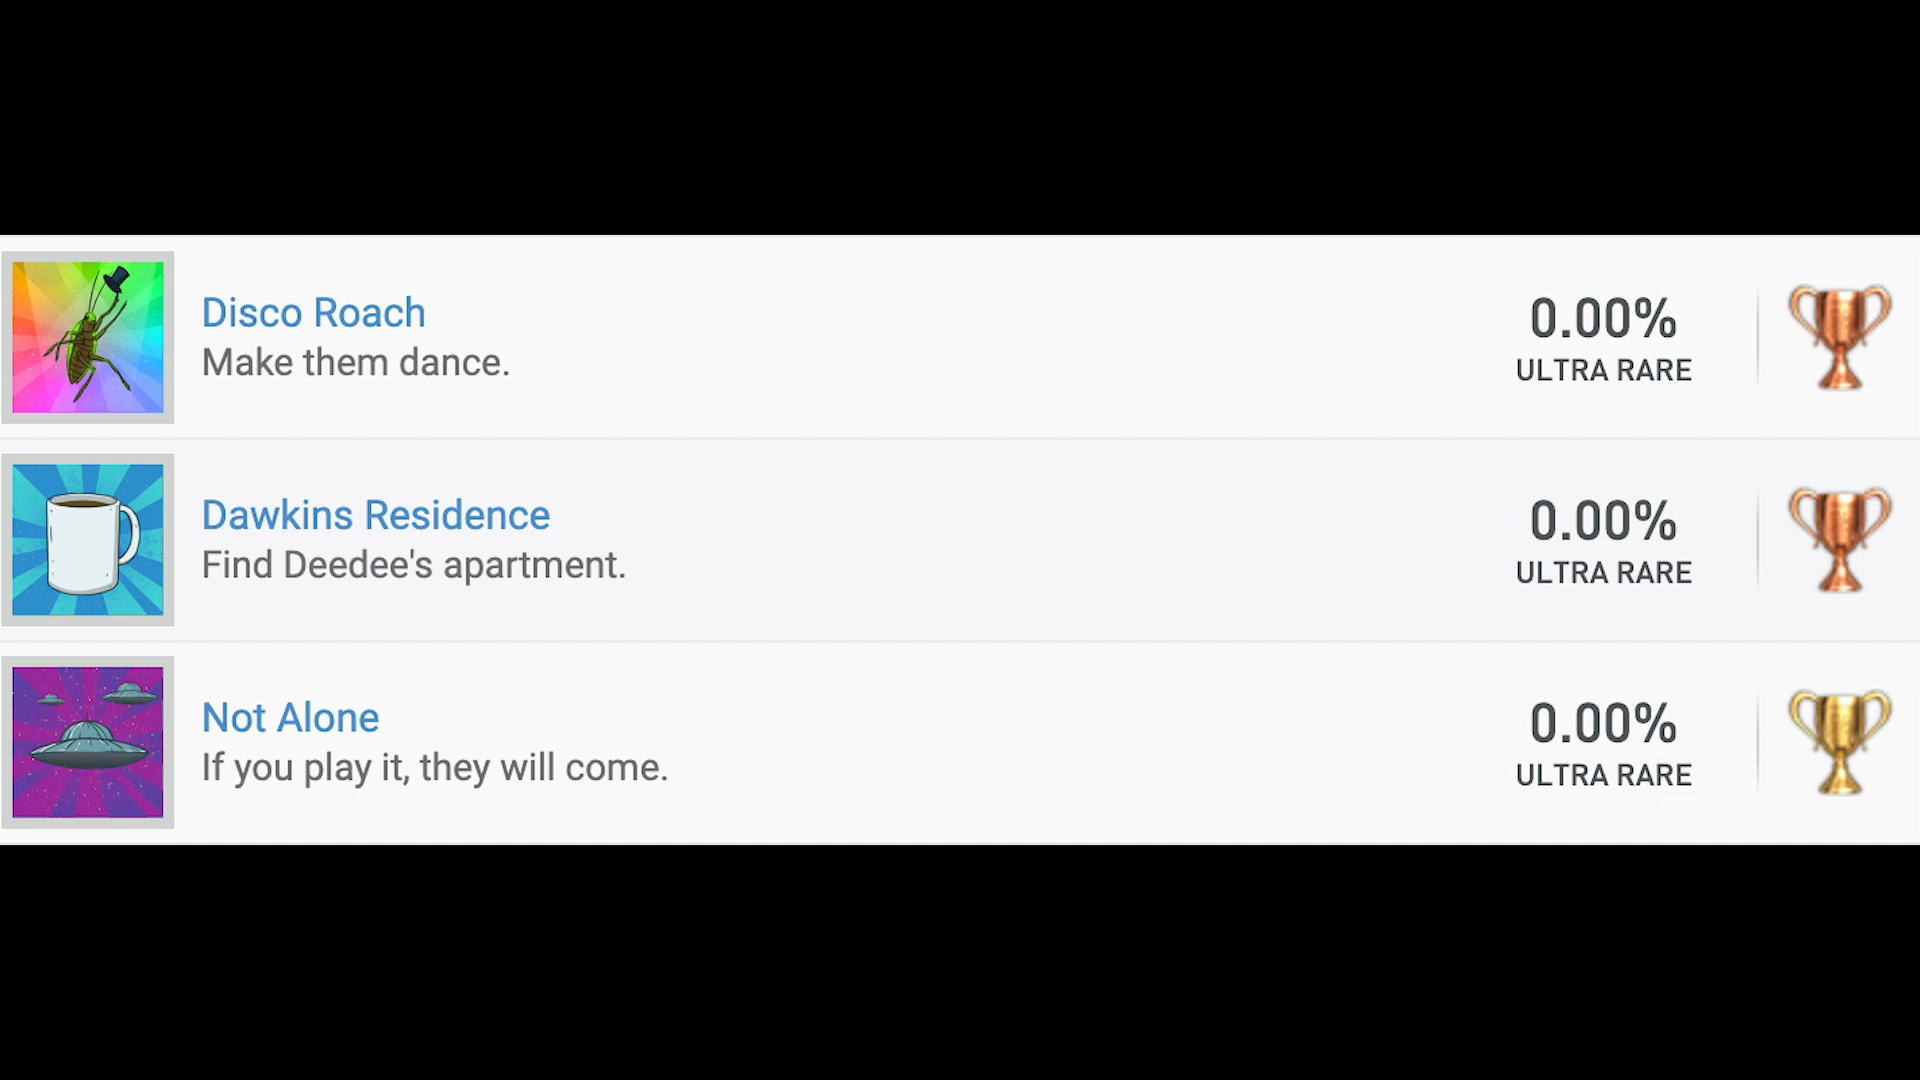 Disco Roach
Make them dance.
0.00%
ULTRA RARE
Dawkins Residence
Find Deedee's apartment.
0.00%
ULTRA RARE
Not Alone
If you play it, they will come.
0.00%
ULTRA RARE